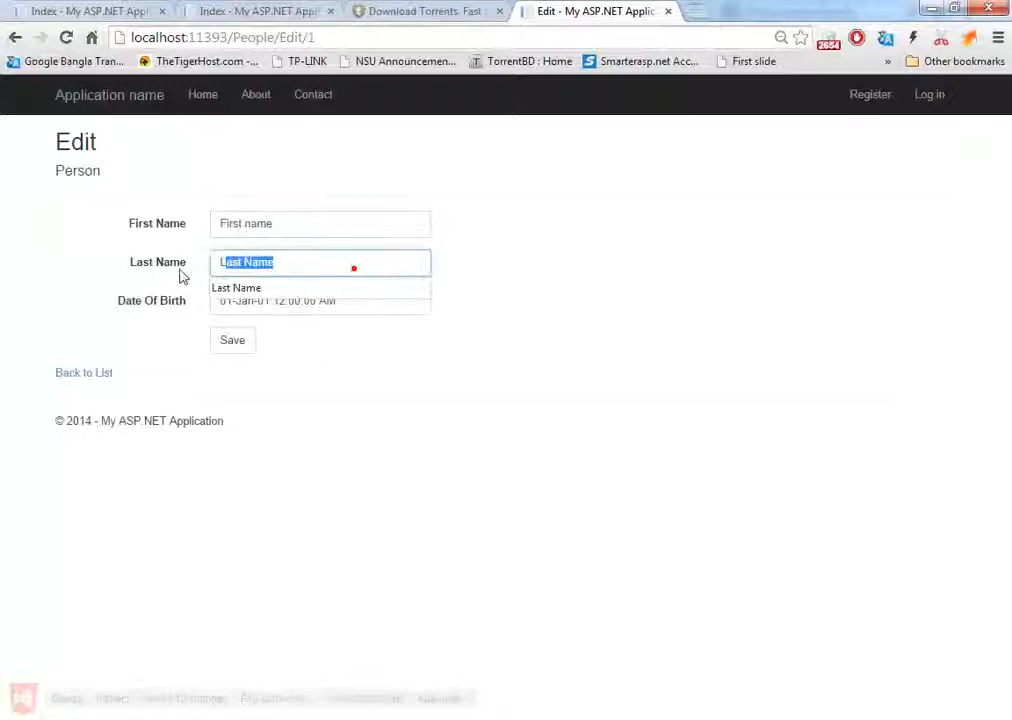 Index - My ASP.NET Appl
Index - My ASP.NET Appl
Download Torrents. Fast
Edit - My ASP.NET Applic
localhost:11393/People/Edit/1
2654
Google Bangla Tran...
TheTigerHost.com -...
TP-LINK
NSU Announcemen...
TorrentBD : Home
Smarterasp.net Acc...
First slide
»
Other bookmarks
Application name
Home
About
Contact
Register
Log in
Edit
Person
First Name
First name
Last Name
Last Name
Last Name
Date Of Birth
01-Jan-01 12:00:00 AM
Save
Back to List
© 2014 - My ASP.NET Application